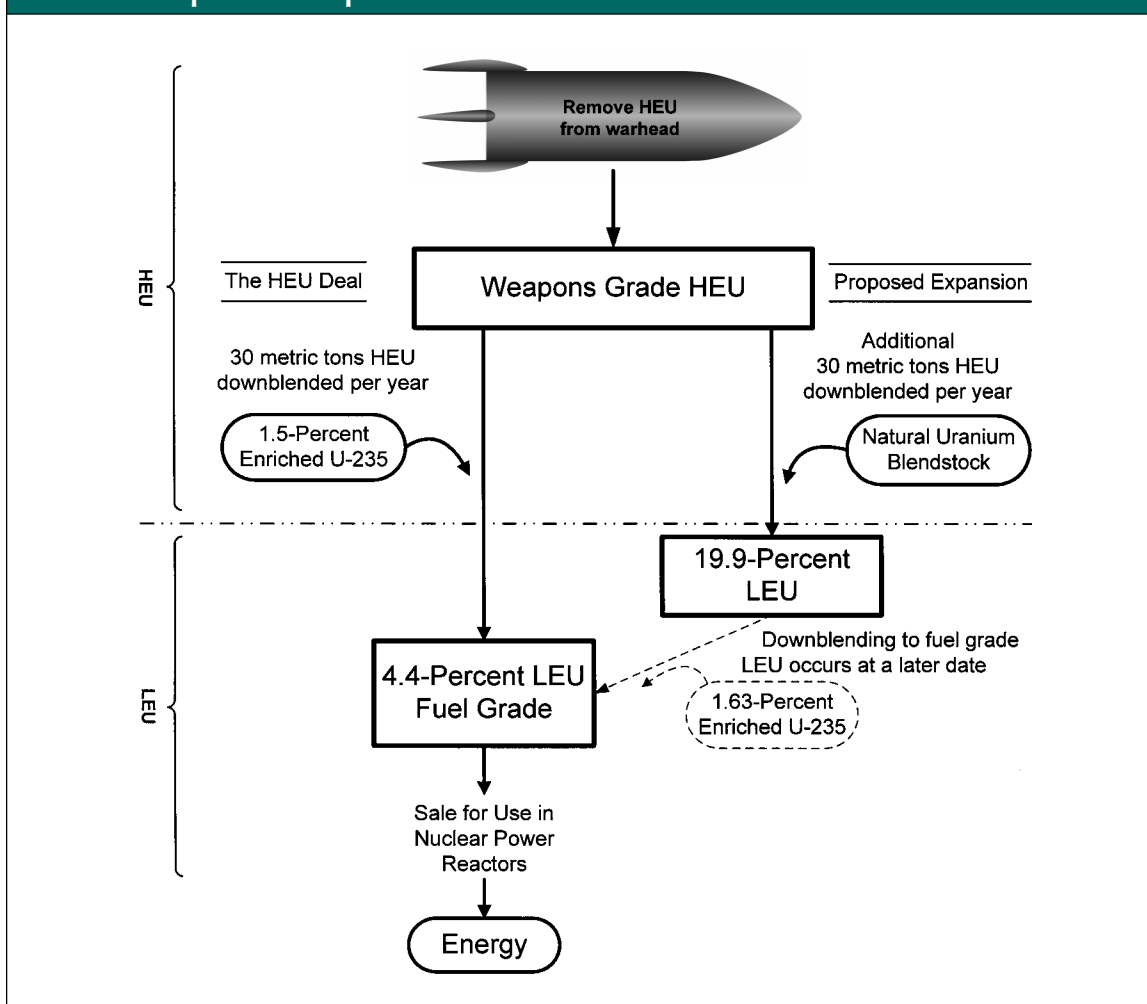 Remove HEU
from warhead
HEU
The HEU Deal
Weapons Grade HEU
Proposed Expansion
30 metric tons HEU
downblended per year
Additional
30 metric tons HEU
downblended per year
1.5-Percent
Enriched U-235
Natural Uranium
Blendstock
19.9-Percent
LEU
LEU
4.4-Percent LEU
Fuel Grade
Downblending to fuel grade
LEU occurs at a later date
1.63-Percent
Enriched U-235
Sale for Use in
Nuclear Power
Reactors
Energy